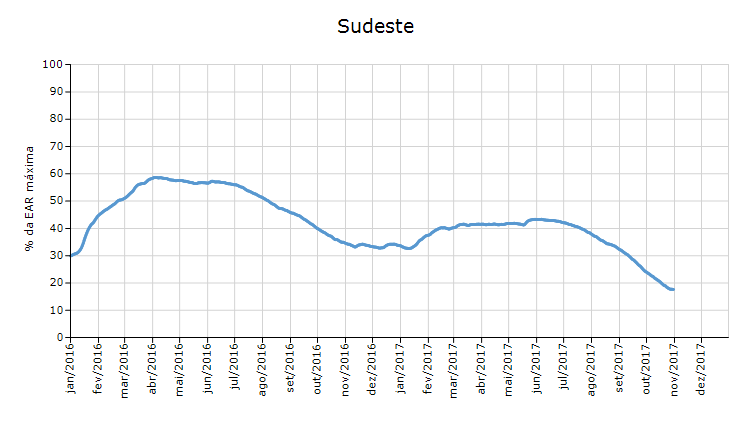 Sudeste
% da EAR máxima
100
90
80
70
60
50
40
30
20
10
0
jan/2016
fev/2016
mar/2016
abr/2016
mai/2016
jun/2016
jul/2016
ago/2016
set/2016
out/2016
nov/2016
dez/2016
jan/2017
fev/2017
mar/2017
abr/2017
mai/2017
jun/2017
jul/2017
ago/2017
set/2017
out/2017
nov/2017
dez/2017